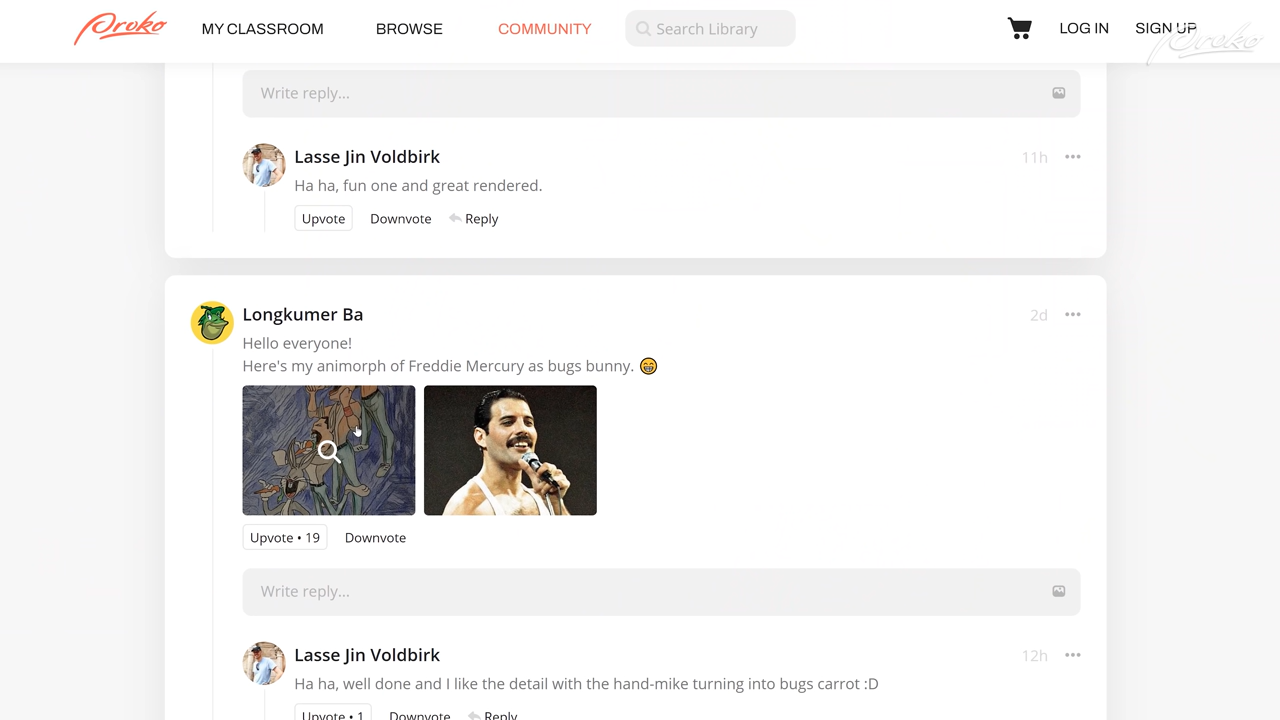 Proko MY CLASSROOM BROWSE COMMUNITY Search Library LOG IN SIGN UP
Proko
Write reply...
Lasse Jin Voldbirk 11h
Ha ha, fun one and great rendered.
Upvote Downvote Reply
Longkumer Ba 2d
Hello everyone!
Here's my animorph of Freddie Mercury as bugs bunny. 😁
Upvote • 19 Downvote
Write reply...
Lasse Jin Voldbirk 12h
Ha ha, well done and I like the detail with the hand-mike turning into bugs carrot :D
Upvote • 1 Downvote Reply